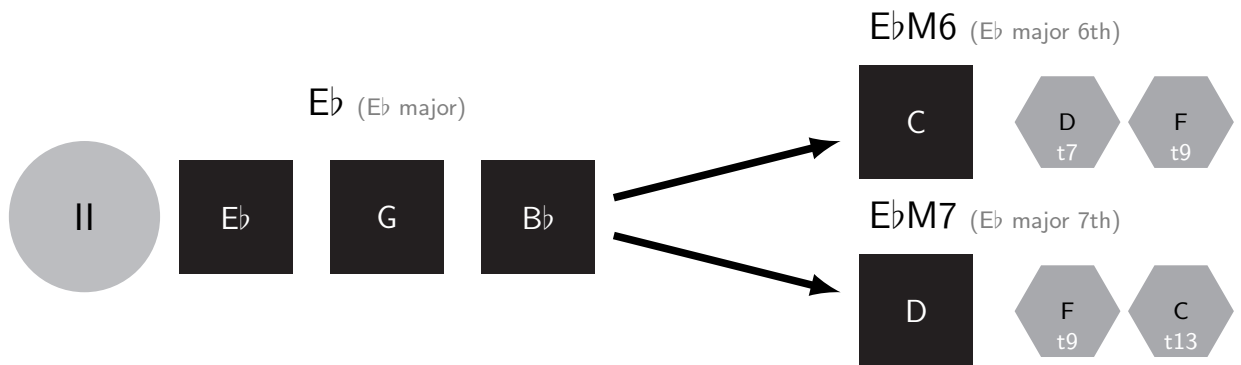 E♭M6 (E♭ major 6th)
E♭ (E♭ major)
C D F
t7 t9
II E♭ G B♭
E♭M7 (E♭ major 7th)
D F C
t9 t13